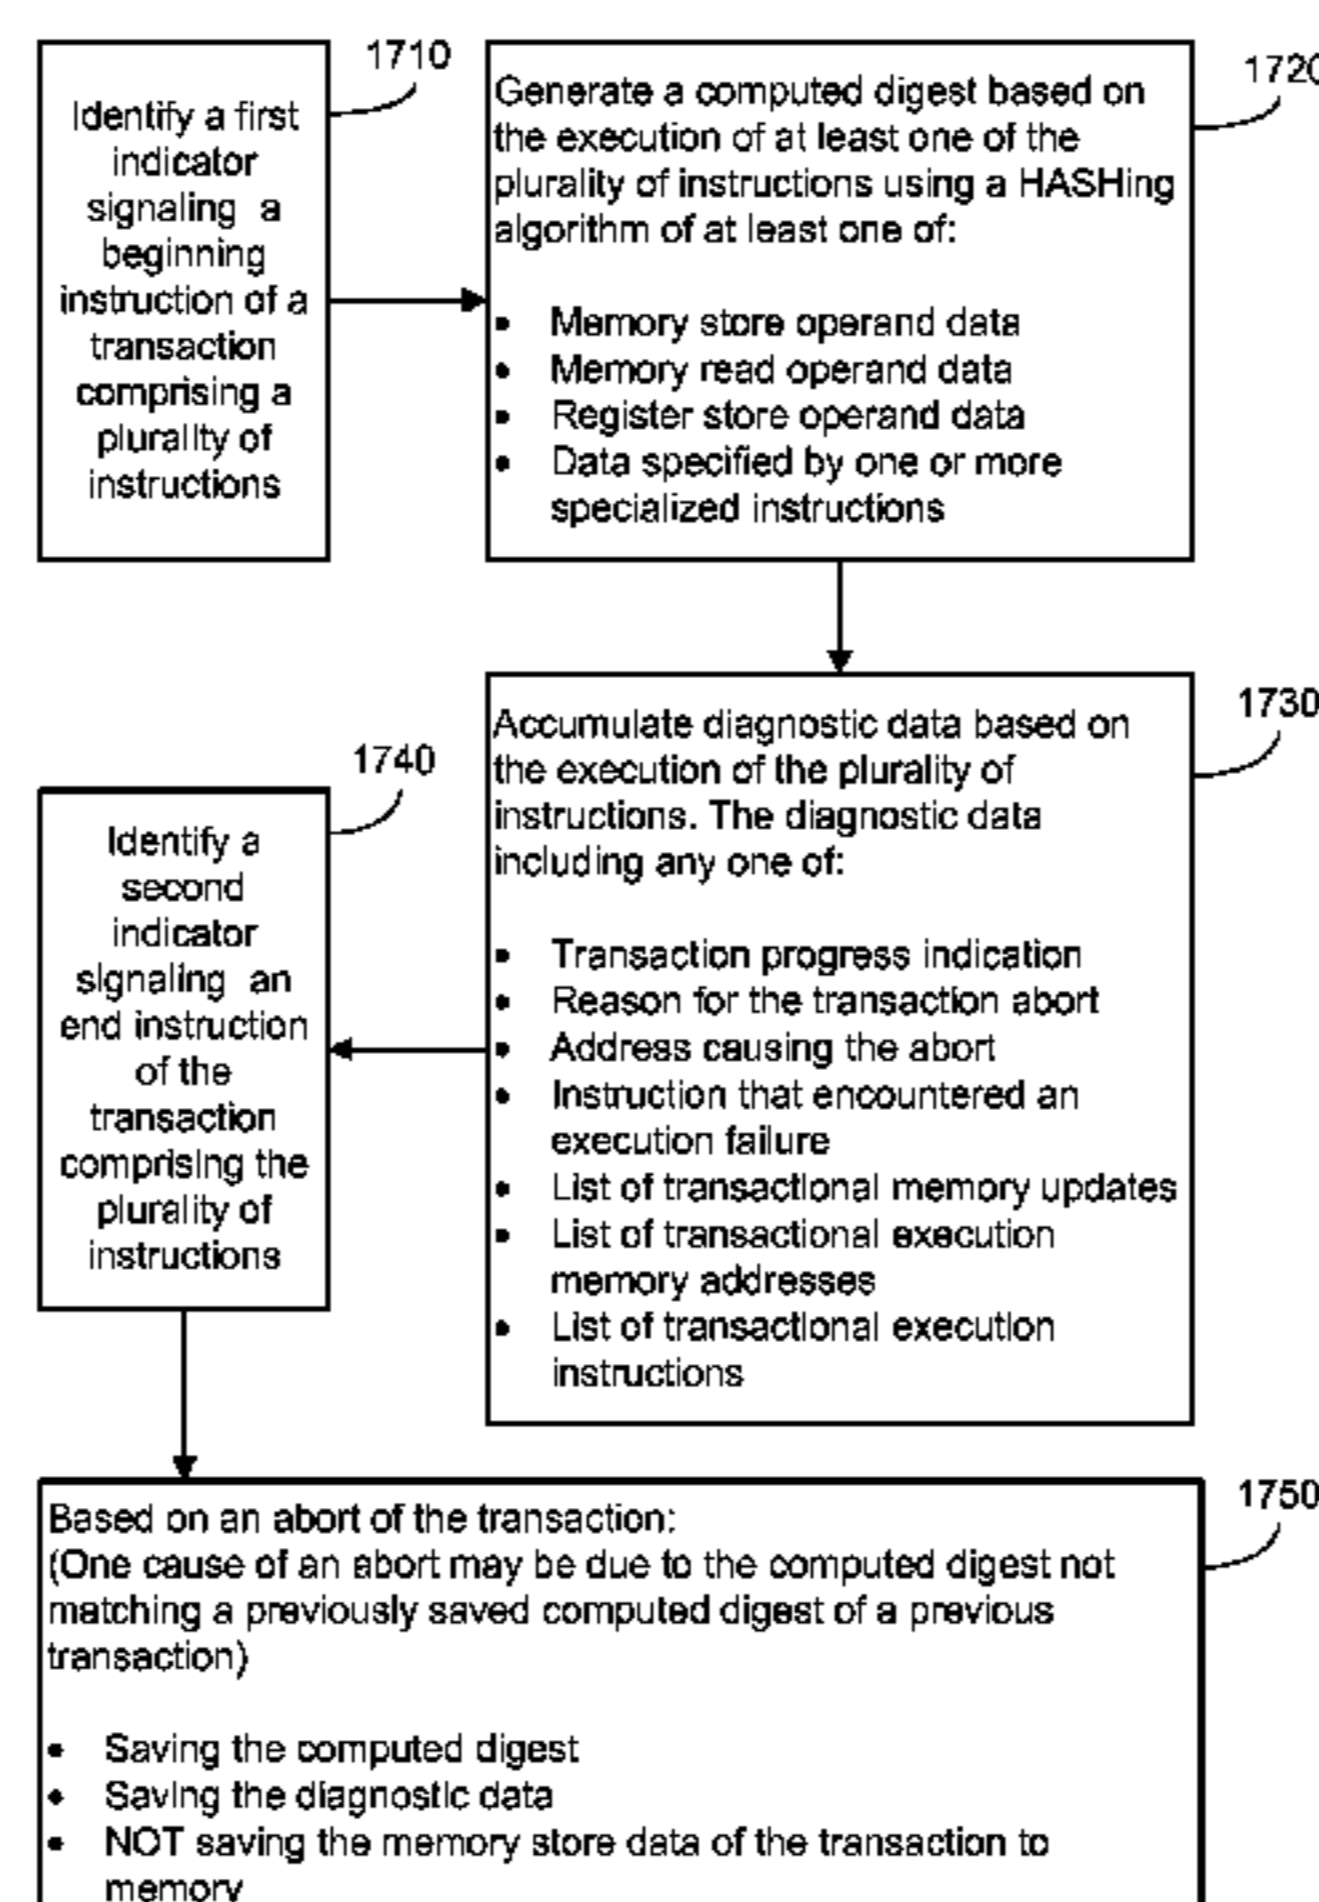 1710
Identify a first
indicator
signaling a
beginning
instruction of a
transaction
comprising a
plurality of
instructions
1720
Generate a computed digest based on
the execution of at least one of the
plurality of instructions using a HASHing
algorithm of at least one of:
• Memory store operand data
• Memory read operand data
• Register store operand data
• Data specified by one or more
specialized instructions
1730
Accumulate diagnostic data based on
the execution of the plurality of
instructions. The diagnostic data
including any one of:
• Transaction progress indication
• Reason for the transaction abort
• Address causing the abort
• Instruction that encountered an
execution failure
• List of transactional memory updates
• List of transactional execution
memory addresses
• List of transactional execution
instructions
1740
Identify a
second
indicator
signaling an
end instruction
of the
transaction
comprising the
plurality of
instructions
1750
Based on an abort of the transaction:
(One cause of an abort may be due to the computed digest not
matching a previously saved computed digest of a previous
transaction)
• Saving the computed digest
• Saving the diagnostic data
• NOT saving the memory store data of the transaction to
memory